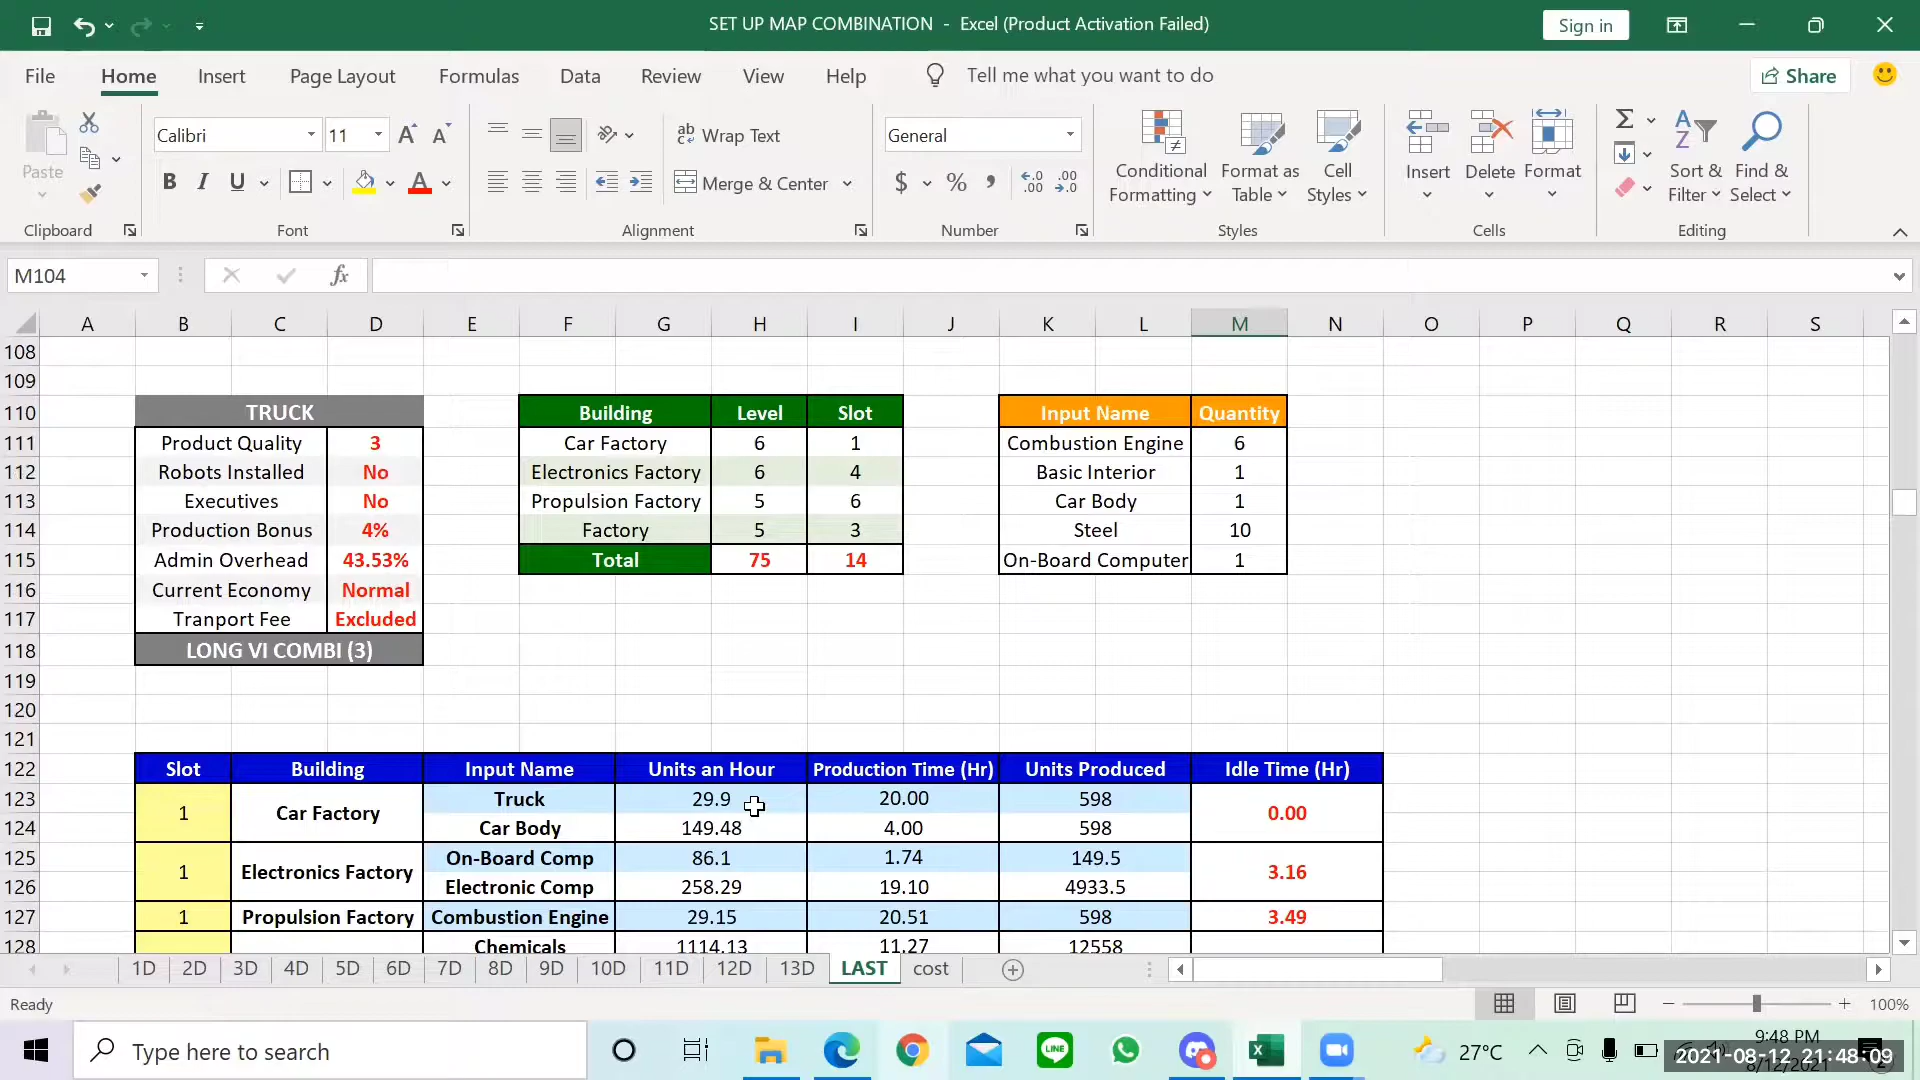 SET UP MAP COMBINATION - Excel (Product Activation Failed)
Sign in
File Home Insert Page Layout Formulas Data Review View Help Tell me what you want to do
Share
Paste
Calibri 11
B I U
ab Wrap Text
Merge & Center
General
$ % ,
Conditional Formatting
Format as Table
Cell Styles
Insert Delete Format
Sort & Filter
Find & Select
Clipboard Font Alignment Number Styles Cells Editing
M104
fx
A B C D E F G H I J K L M N O P Q R S
108
109
110 TRUCK Building Level Slot Input Name Quantity
111 Product Quality 3 Car Factory 6 1 Combustion Engine 6
112 Robots Installed No Electronics Factory 6 4 Basic Interior 1
113 Executives No Propulsion Factory 5 6 Car Body 1
114 Production Bonus 4% Factory 5 3 Steel 10
115 Admin Overhead 43.53% Total 75 14 On-Board Computer 1
116 Current Economy Normal
117 Tranport Fee Excluded
118 LONG VI COMBI (3)
119
120
121
122 Slot Building Input Name Units an Hour Production Time (Hr) Units Produced Idle Time (Hr)
123 1 Car Factory Truck 29.9 20.00 598 0.00
124 Car Body 149.48 4.00 598
125 1 Electronics Factory On-Board Comp 86.1 1.74 149.5 3.16
126 Electronic Comp 258.29 19.10 4933.5
127 1 Propulsion Factory Combustion Engine 29.15 20.51 598 3.49
128 Chemicals 1114.13 11.27 12558
1D 2D 3D 4D 5D 6D 7D 8D 9D 10D 11D 12D 13D LAST cost
Ready
100%
Type here to search
27°C
9:48 PM
2021-08-12 21:48:09